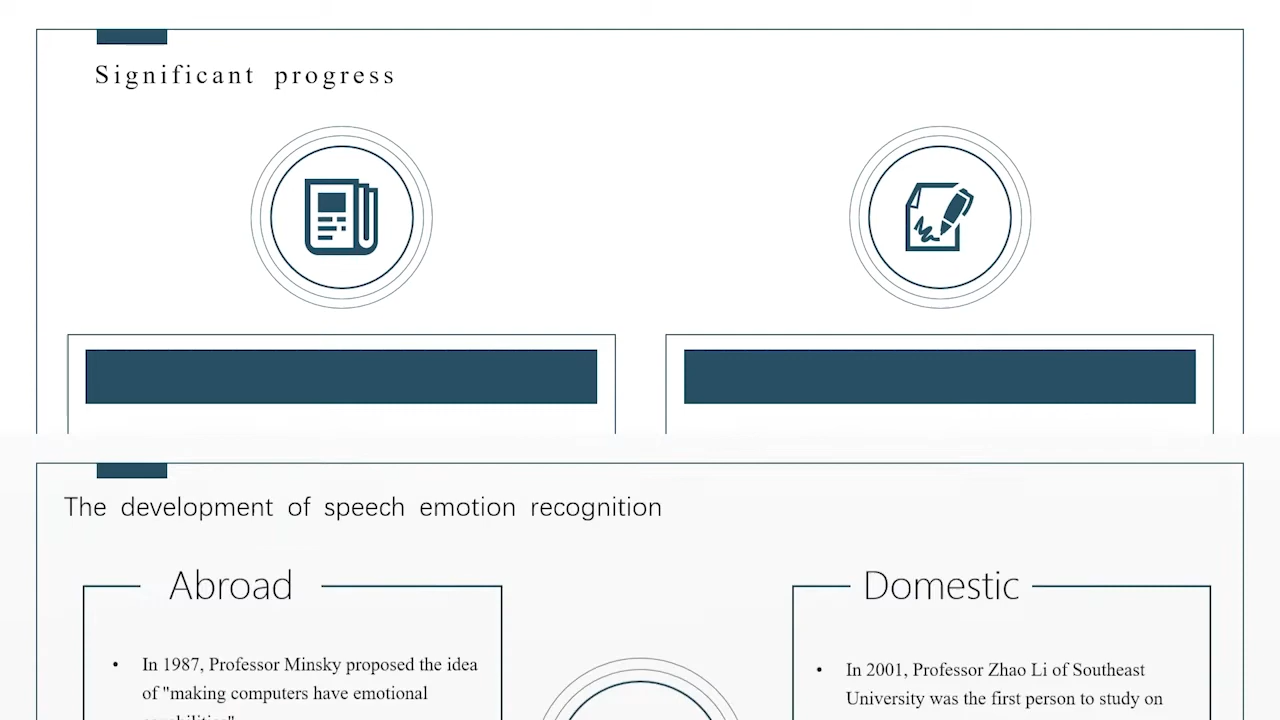 Significant progress
The development of speech emotion recognition
Abroad
• In 1987, Professor Minsky proposed the idea
of "making computers have emotional
capabilities"
Domestic
• In 2001, Professor Zhao Li of Southeast
University was the first person to study on